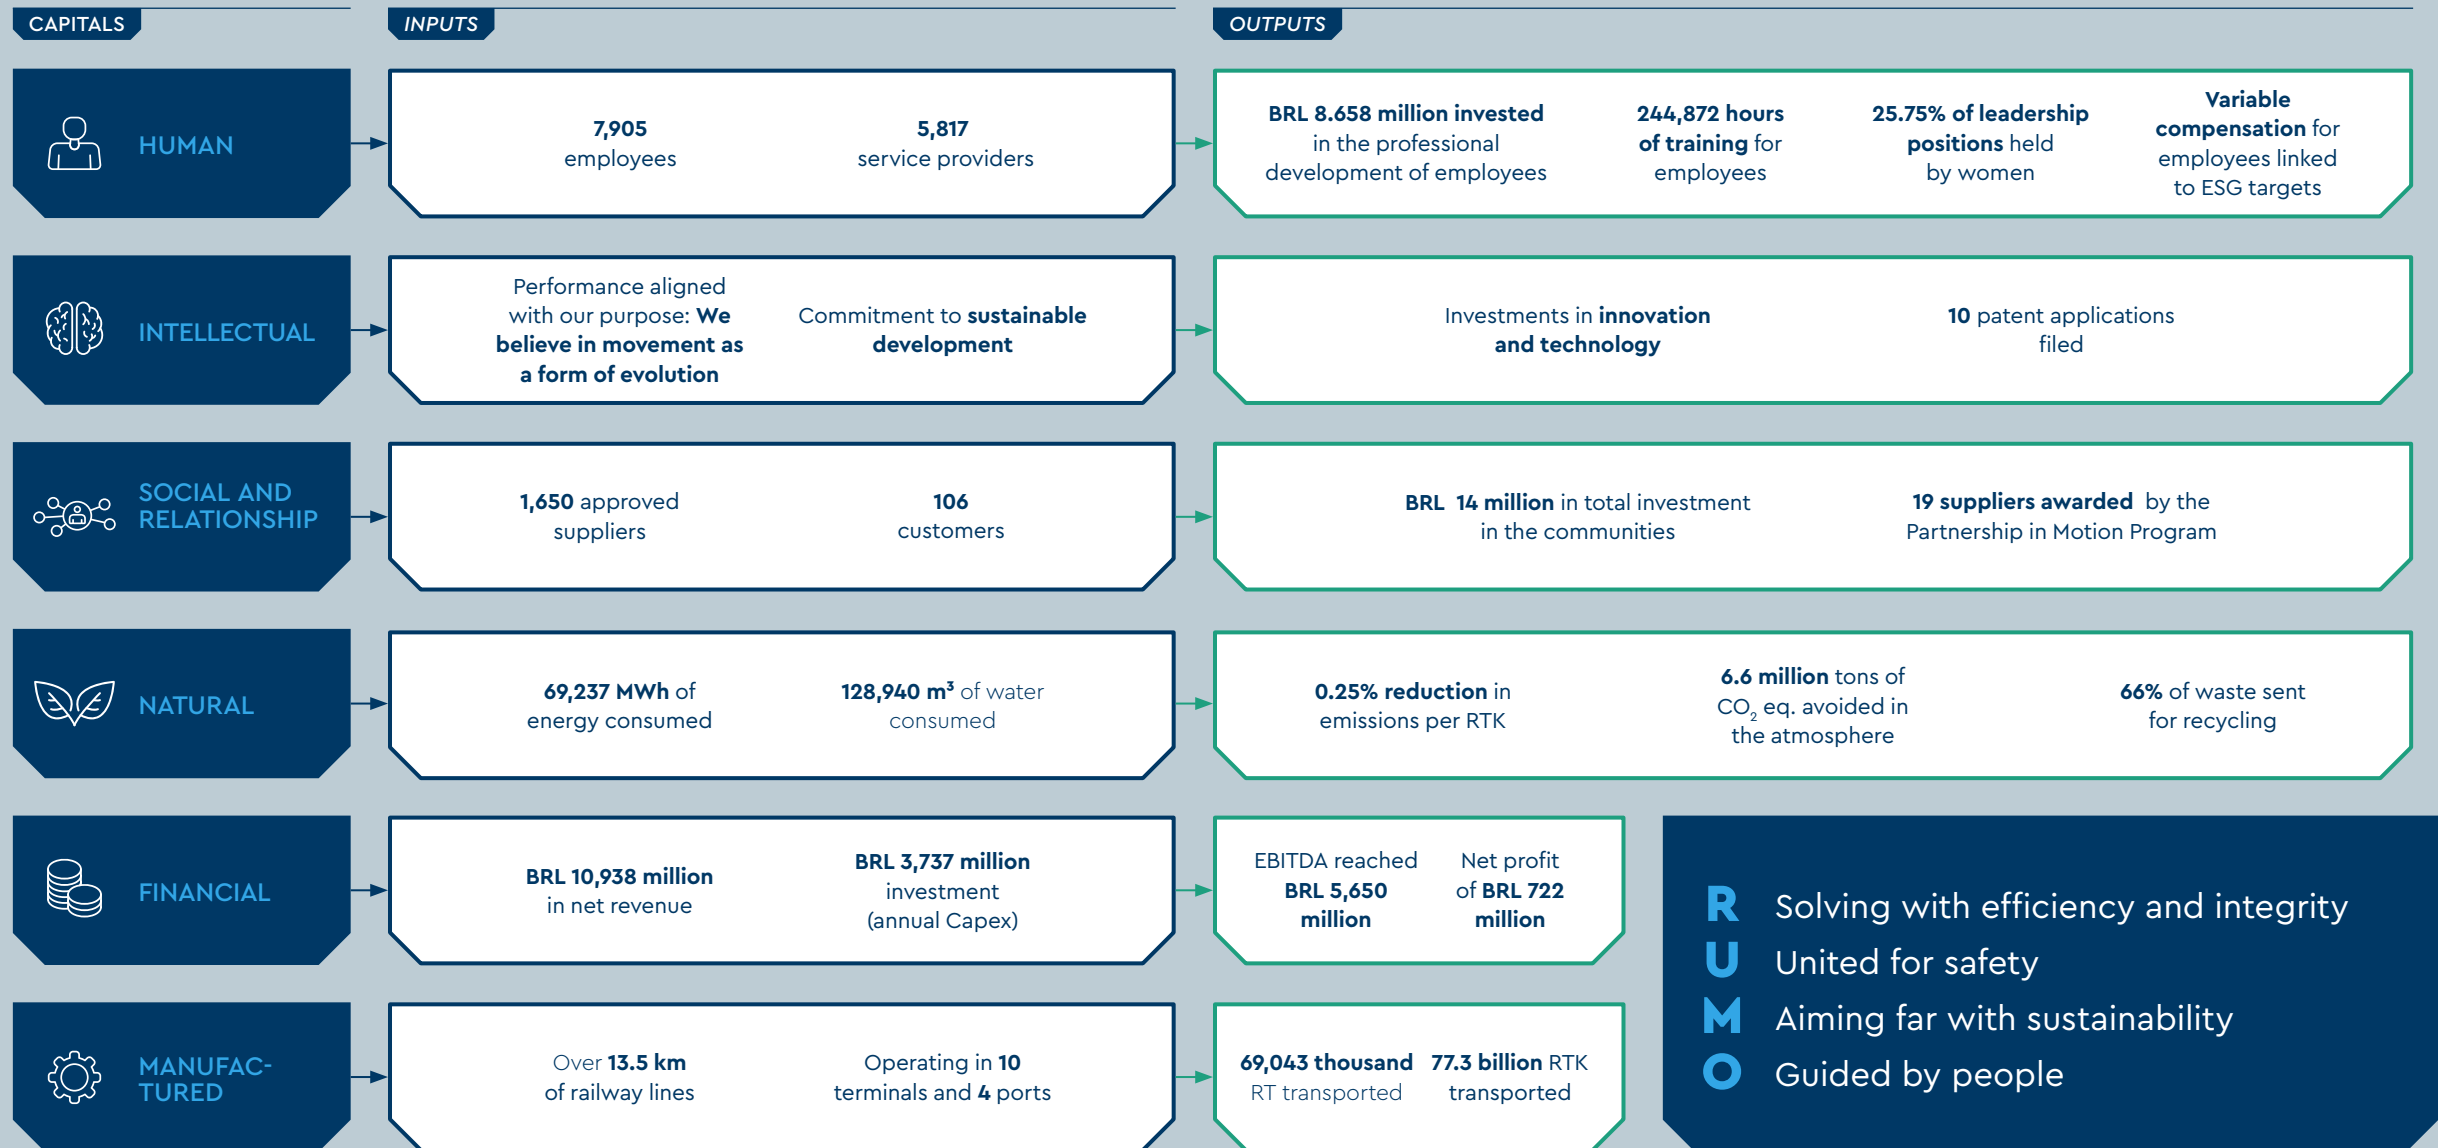 CAPITALS
INPUTS
OUTPUTS
HUMAN
7,905
employees
5,817
service providers
BRL 8.658 million invested
in the professional
development of employees
244,872 hours
of training for
employees
25.75% of leadership
positions held
by women
Variable
compensation for
employees linked
to ESG targets
INTELLECTUAL
Performance aligned
with our purpose: We
believe in movement as
a form of evolution
Commitment to sustainable
development
Investments in innovation
and technology
10 patent applications
filed
SOCIAL AND
RELATIONSHIP
1,650 approved
suppliers
106
customers
BRL 14 million in total investment
in the communities
19 suppliers awarded by the
Partnership in Motion Program
NATURAL
69,237 MWh of
energy consumed
128,940 m³ of water
consumed
0.25% reduction in
emissions per RTK
6.6 million tons of
CO₂ eq. avoided in
the atmosphere
66% of waste sent
for recycling
FINANCIAL
BRL 10,938 million
in net revenue
BRL 3,737 million
investment
(annual Capex)
EBITDA reached
BRL 5,650
million
Net profit
of BRL 722
million
MANUFAC-
TURED
Over 13.5 km
of railway lines
Operating in 10
terminals and 4 ports
69,043 thousand
RT transported
77.3 billion RTK
transported
R Solving with efficiency and integrity
U United for safety
M Aiming far with sustainability
O Guided by people